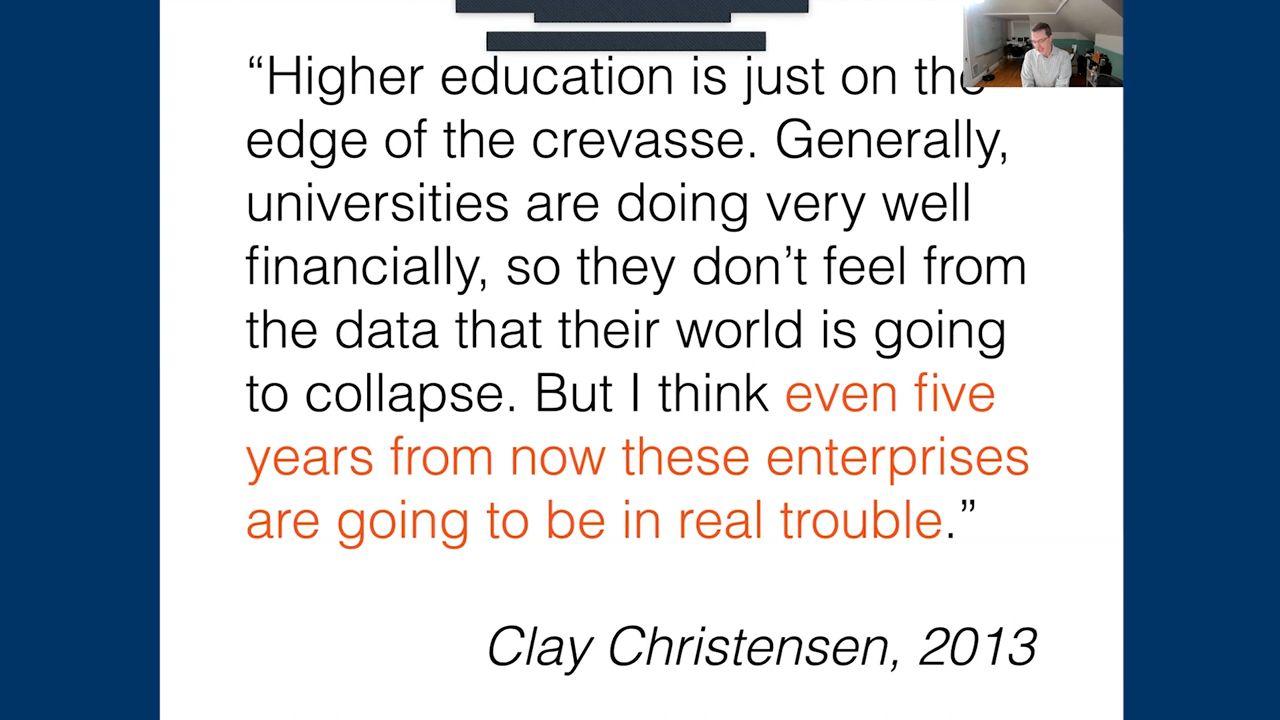 “Higher education is just on the
edge of the crevasse. Generally,
universities are doing very well
financially, so they don’t feel from
the data that their world is going
to collapse. But I think even five
years from now these enterprises
are going to be in real trouble.”
Clay Christensen, 2013